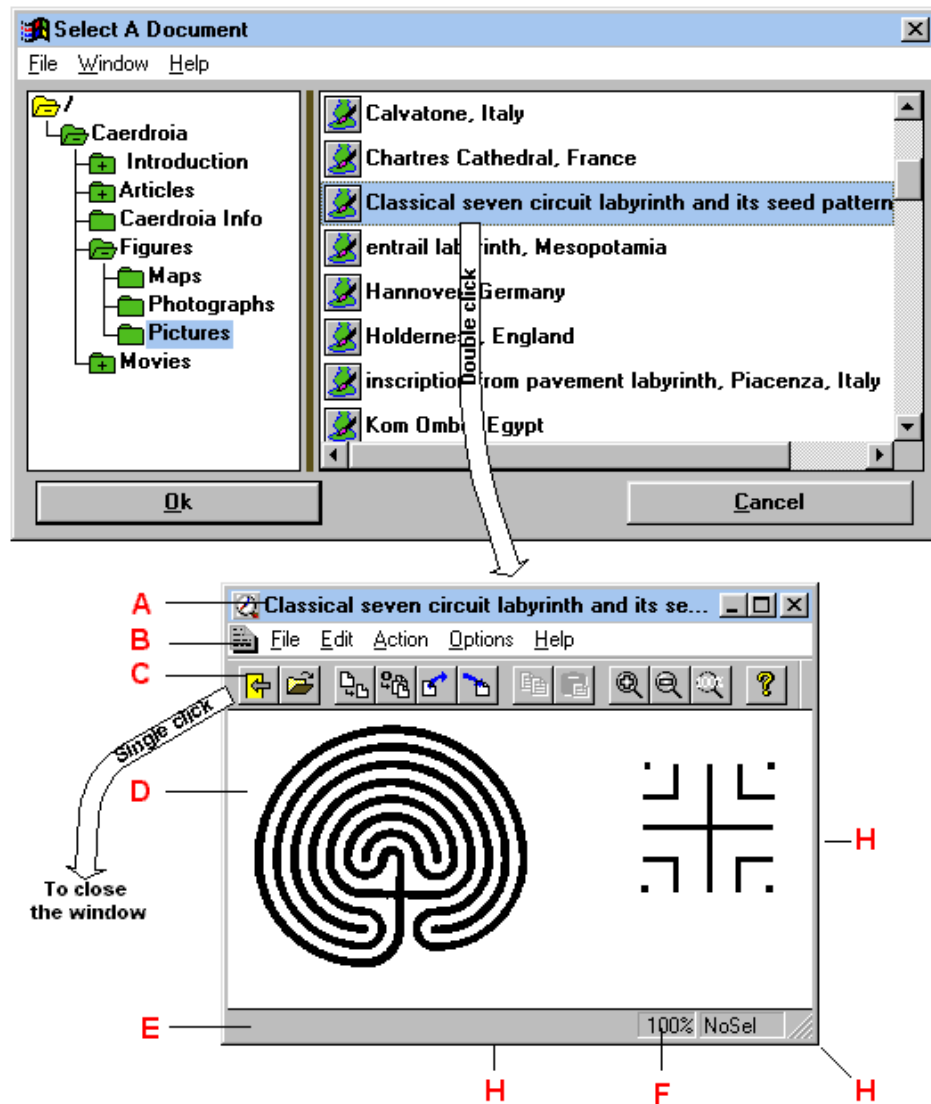 Select A Document
File Window Help
/
Caerdroia
Introduction
Articles
Caerdroia Info
Figures
Maps
Photographs
Pictures
Movies
Calvatone, Italy
Chartres Cathedral, France
Classical seven circuit labyrinth and its seed pattern
entrail labyrinth, Mesopotamia
Hannover, Germany
Holderness, England
inscription from pavement labyrinth, Piacenza, Italy
Kom Ombo, Egypt
Double click
Ok Cancel
A Classical seven circuit labyrinth and its se...
B File Edit Action Options Help
C
Single click
D
H
To close
the window
E 100% NoSel
H F H